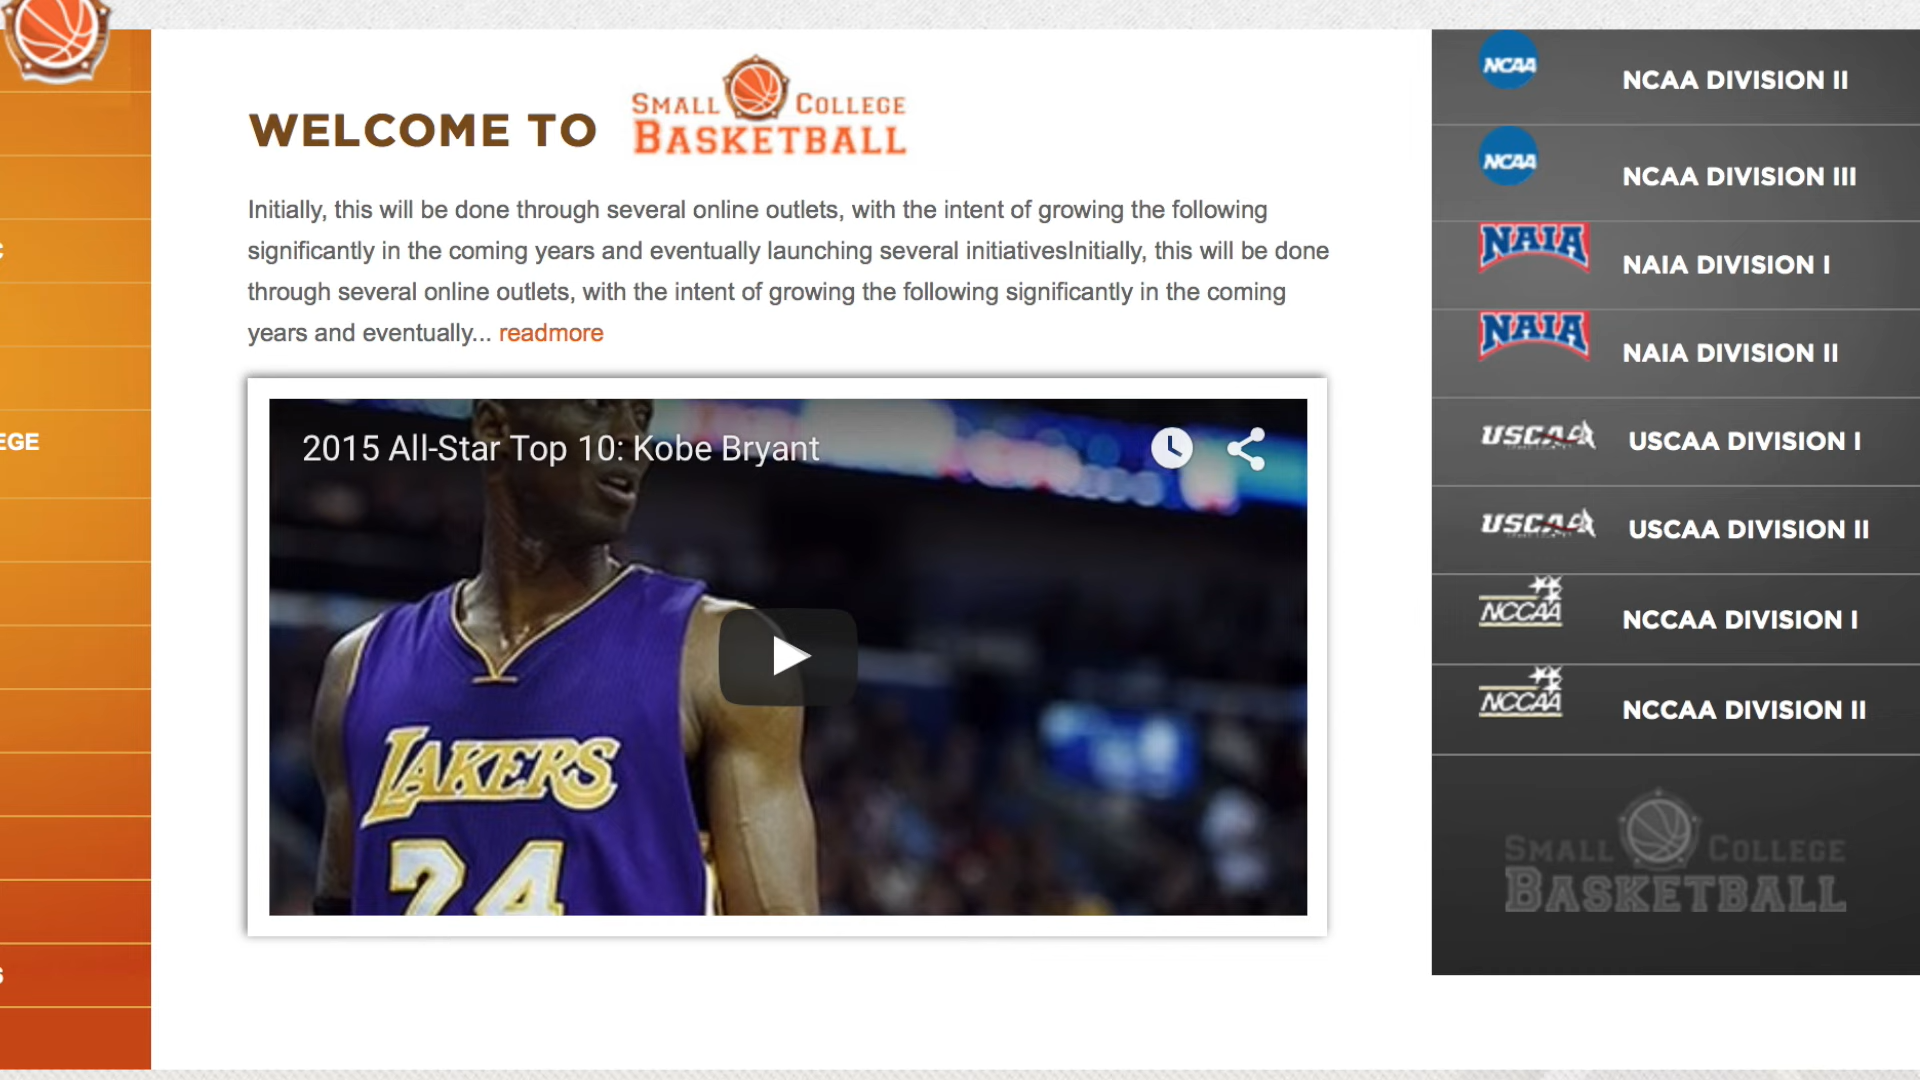 WELCOME TO
SMALL COLLEGE
BASKETBALL
Initially, this will be done through several online outlets, with the intent of growing the following
significantly in the coming years and eventually launching several initiativesInitially, this will be done
through several online outlets, with the intent of growing the following significantly in the coming
years and eventually... readmore
2015 All-Star Top 10: Kobe Bryant
LAKERS
24
EGE
NCAA NCAA DIVISION II
NCAA NCAA DIVISION III
NAIA NAIA DIVISION I
NAIA NAIA DIVISION II
USCAA USCAA DIVISION I
USCAA USCAA DIVISION II
NCCAA NCCAA DIVISION I
NCCAA NCCAA DIVISION II
SMALL COLLEGE
BASKETBALL